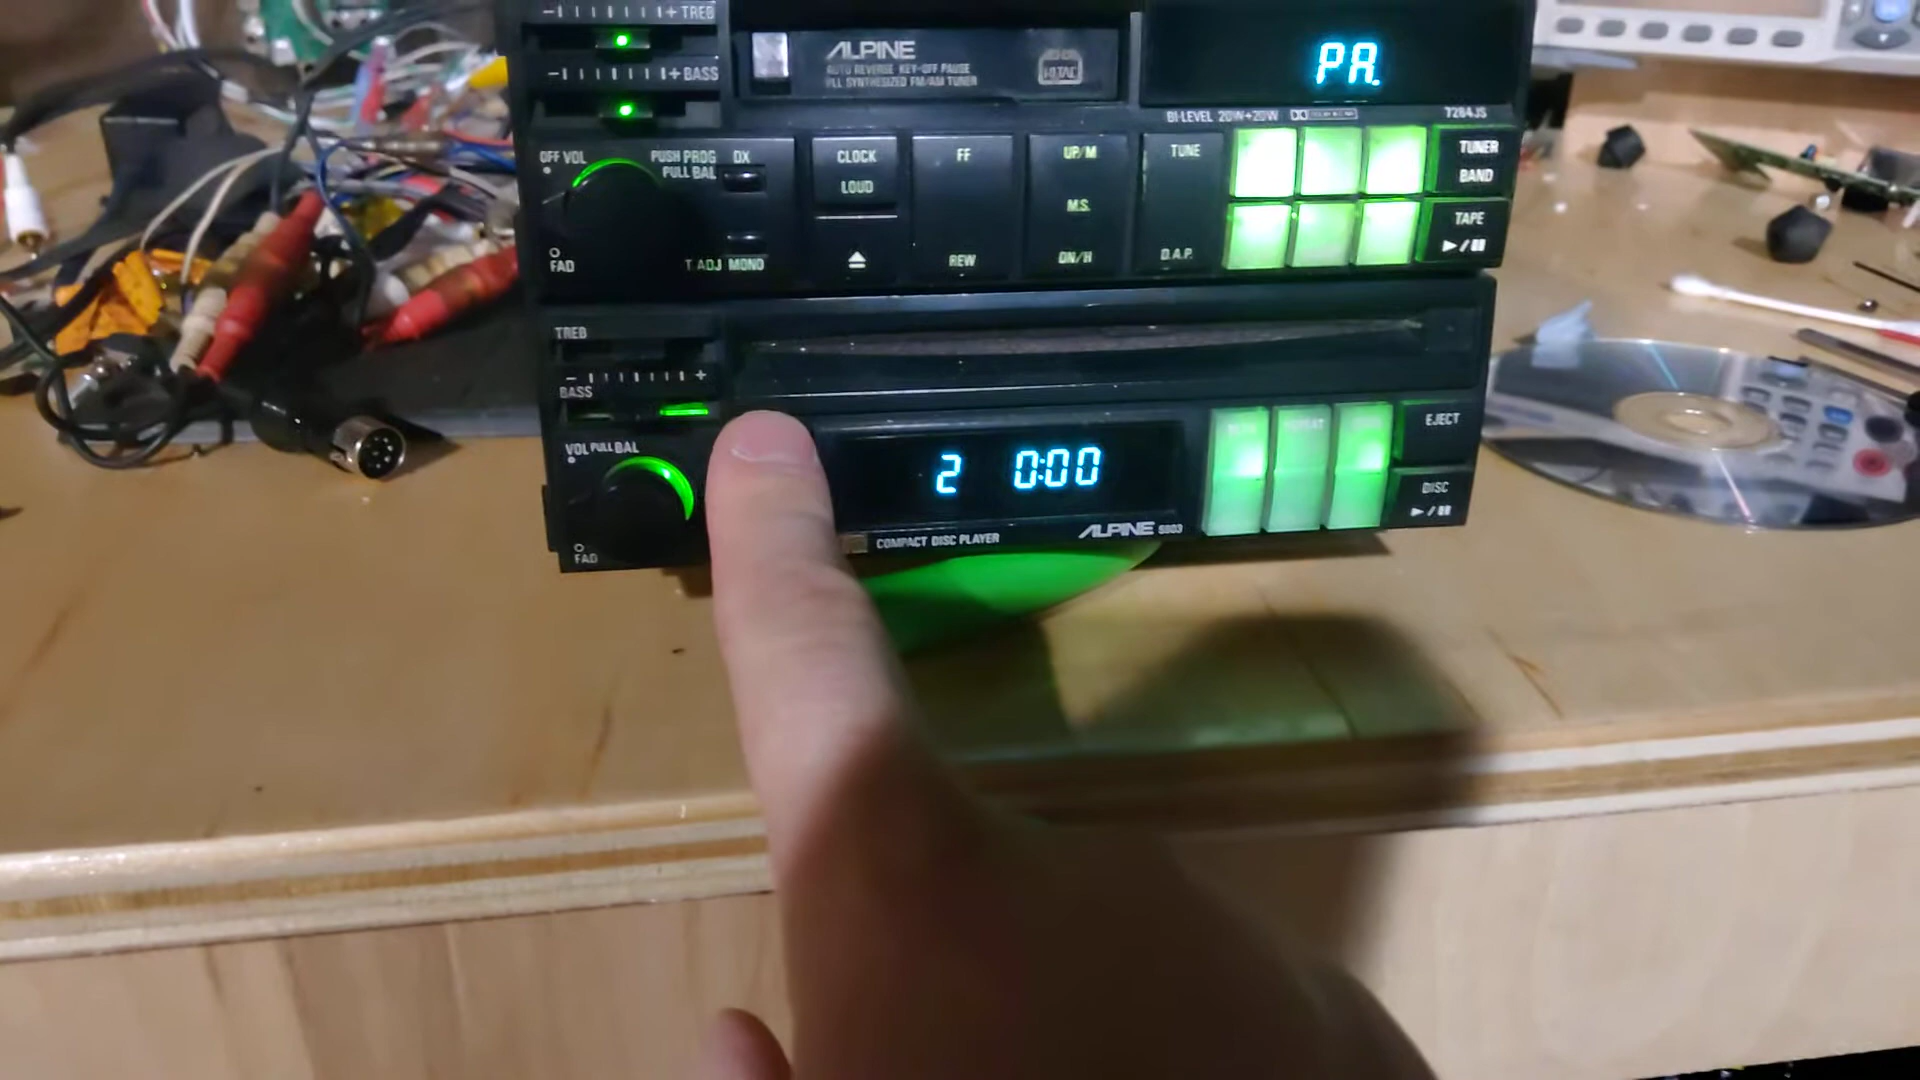 TREB
BASS
ALPINE
AUTO REVERSE KEY-OFF PAUSE
PLL SYNTHESIZED FM/AM TUNER
PA.
BI-LEVEL 20W+20W
7284JS
OFF VOL
PUSH PROG
PULL BAL
DX
CLOCK
LOUD
FF
UP/M
TUNE
TUNER
BAND
M.S.
TAPE
FAD
T ADJ MONO
REW
DN/H
D.A.P.
TREB
BASS
VOL PULL BAL
2 0:00
EJECT
DISC
FAD
COMPACT DISC PLAYER
ALPINE